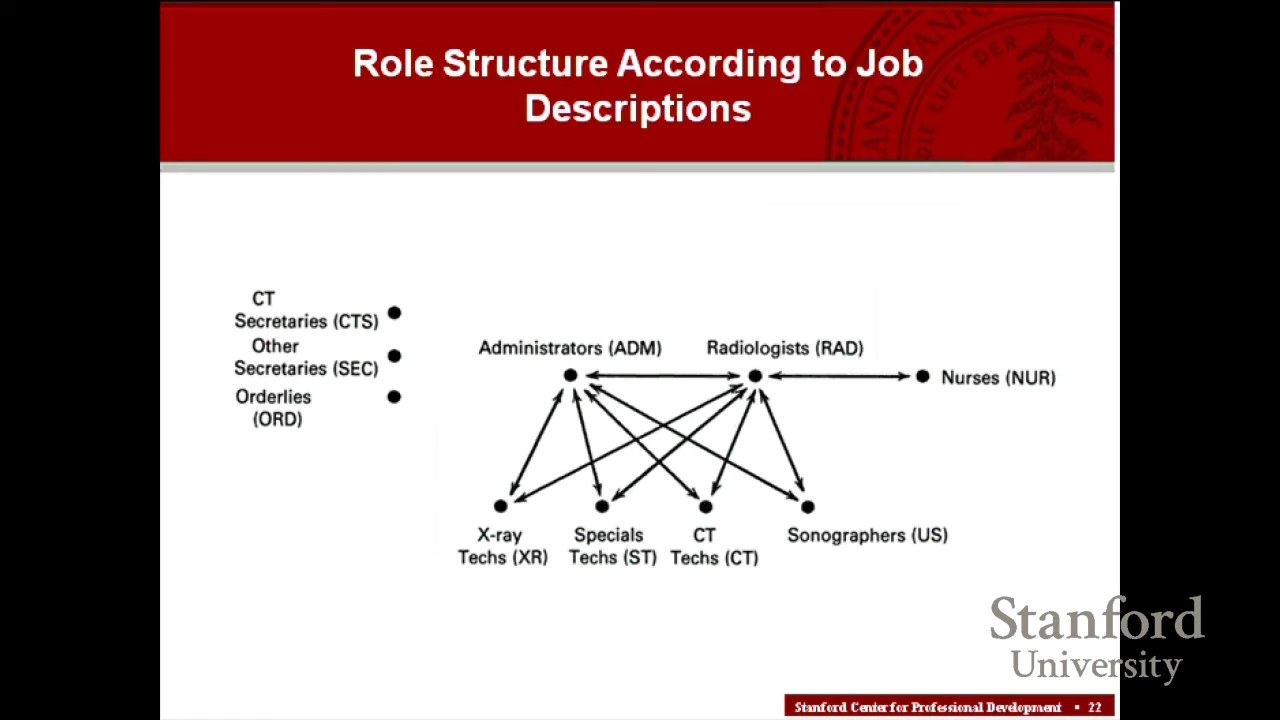 Role Structure According to Job
Descriptions
CT
Secretaries (CTS)
Other
Secretaries (SEC)
Orderlies
(ORD)
Administrators (ADM)
Radiologists (RAD)
Nurses (NUR)
X-ray
Techs (XR)
Specials
Techs (ST)
CT
Techs (CT)
Sonographers (US)
Stanford
University
Stanford Center for Professional Development ▪ 22